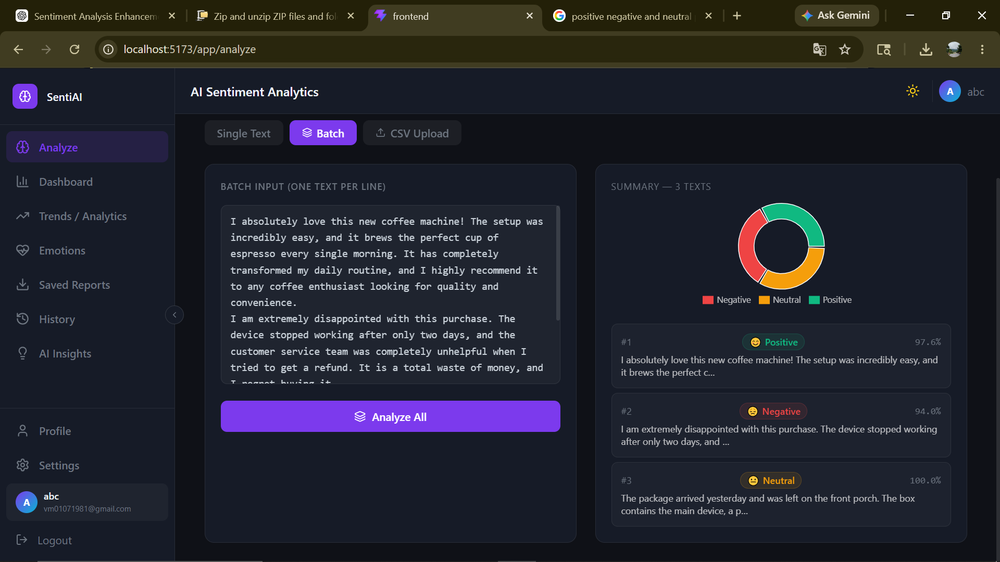 Sentiment Analysis Enhancem
Zip and unzip ZIP files and fol
frontend
positive negative and neutral
Ask Gemini
localhost:5173/app/analyze
SentiAI
AI Sentiment Analytics
A
abc
Analyze
Dashboard
Trends / Analytics
Emotions
Saved Reports
History
AI Insights
Profile
Settings
A
abc
vm01071981@gmail.com
Logout
Single Text
Batch
CSV Upload
BATCH INPUT (ONE TEXT PER LINE)
I absolutely love this new coffee machine! The setup was
incredibly easy, and it brews the perfect cup of
espresso every single morning. It has completely
transformed my daily routine, and I highly recommend it
to any coffee enthusiast looking for quality and
convenience.
I am extremely disappointed with this purchase. The
device stopped working after only two days, and the
customer service team was completely unhelpful when I
tried to get a refund. It is a total waste of money, and
I regret buying it
Analyze All
SUMMARY — 3 TEXTS
Negative
Neutral
Positive
#1
Positive
97.6%
I absolutely love this new coffee machine! The setup was incredibly easy, and
it brews the perfect c...
#2
Negative
94.0%
I am extremely disappointed with this purchase. The device stopped working
after only two days, and ...
#3
Neutral
100.0%
The package arrived yesterday and was left on the front porch. The box
contains the main device, a p...